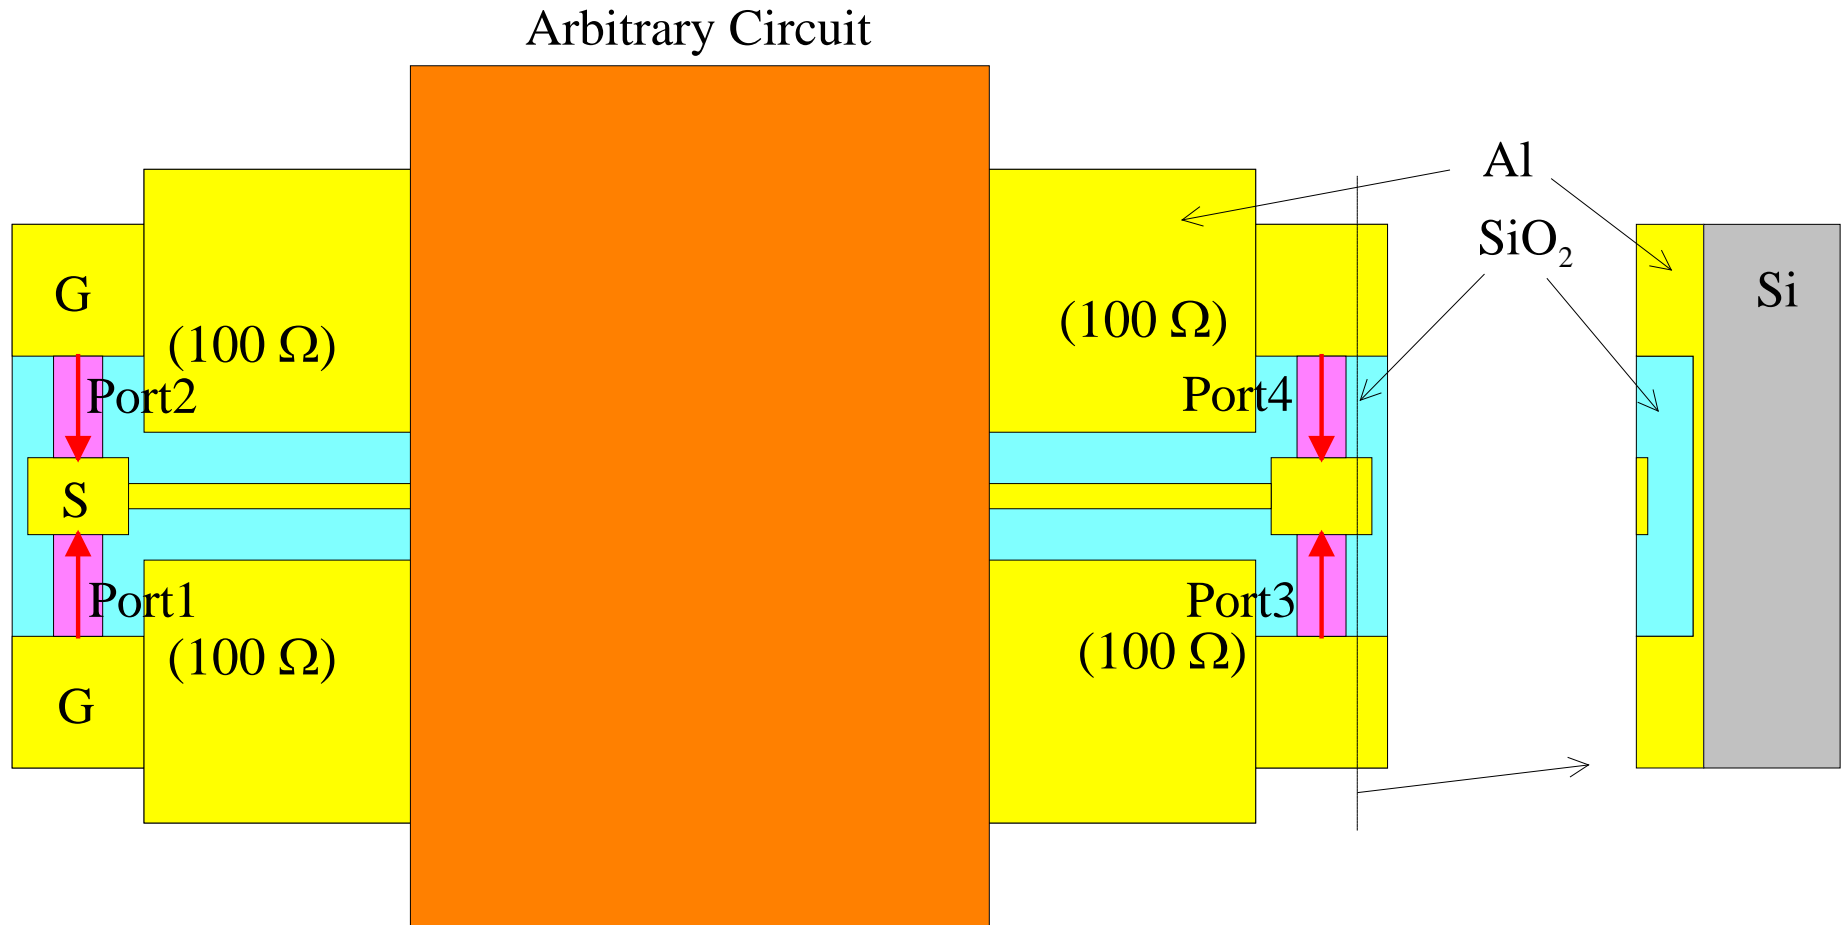 Arbitrary Circuit
Al
SiO₂
G
Si
(100 Ω)
(100 Ω)
Port2
Port4
S
Port1
Port3
(100 Ω)
(100 Ω)
G